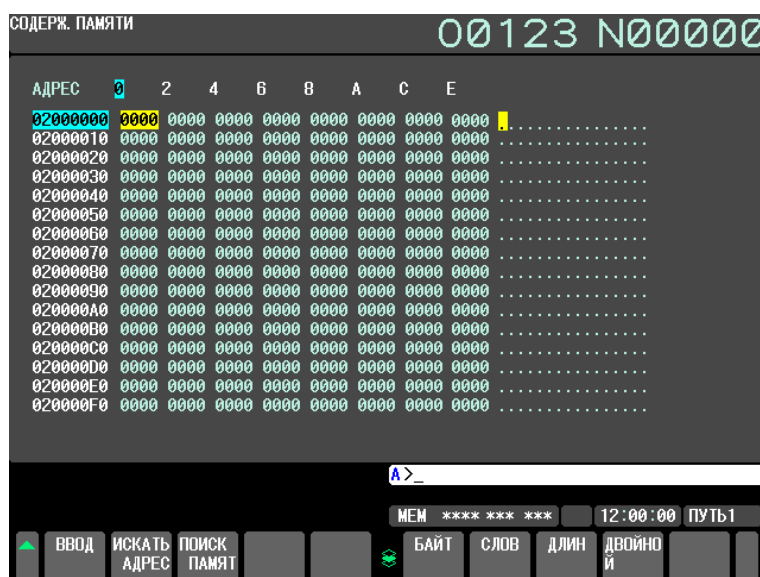 СОДЕРЖ. ПАМЯТИ
O0123 N00000
АДРЕС 0 2 4 6 8 A C E
02000000 0000 0000 0000 0000 0000 0000 0000 0000 ................
02000010 0000 0000 0000 0000 0000 0000 0000 0000 ................
02000020 0000 0000 0000 0000 0000 0000 0000 0000 ................
02000030 0000 0000 0000 0000 0000 0000 0000 0000 ................
02000040 0000 0000 0000 0000 0000 0000 0000 0000 ................
02000050 0000 0000 0000 0000 0000 0000 0000 0000 ................
02000060 0000 0000 0000 0000 0000 0000 0000 0000 ................
02000070 0000 0000 0000 0000 0000 0000 0000 0000 ................
02000080 0000 0000 0000 0000 0000 0000 0000 0000 ................
02000090 0000 0000 0000 0000 0000 0000 0000 0000 ................
020000A0 0000 0000 0000 0000 0000 0000 0000 0000 ................
020000B0 0000 0000 0000 0000 0000 0000 0000 0000 ................
020000C0 0000 0000 0000 0000 0000 0000 0000 0000 ................
020000D0 0000 0000 0000 0000 0000 0000 0000 0000 ................
020000E0 0000 0000 0000 0000 0000 0000 0000 0000 ................
020000F0 0000 0000 0000 0000 0000 0000 0000 0000 ................
A>_
MEM **** *** *** 12:00:00 ПУТЬ1
ВВОД ИСКАТЬ ПОИСК БАЙТ СЛОВ ДЛИН ДВОЙНО
АДРЕС ПАМЯТ Й